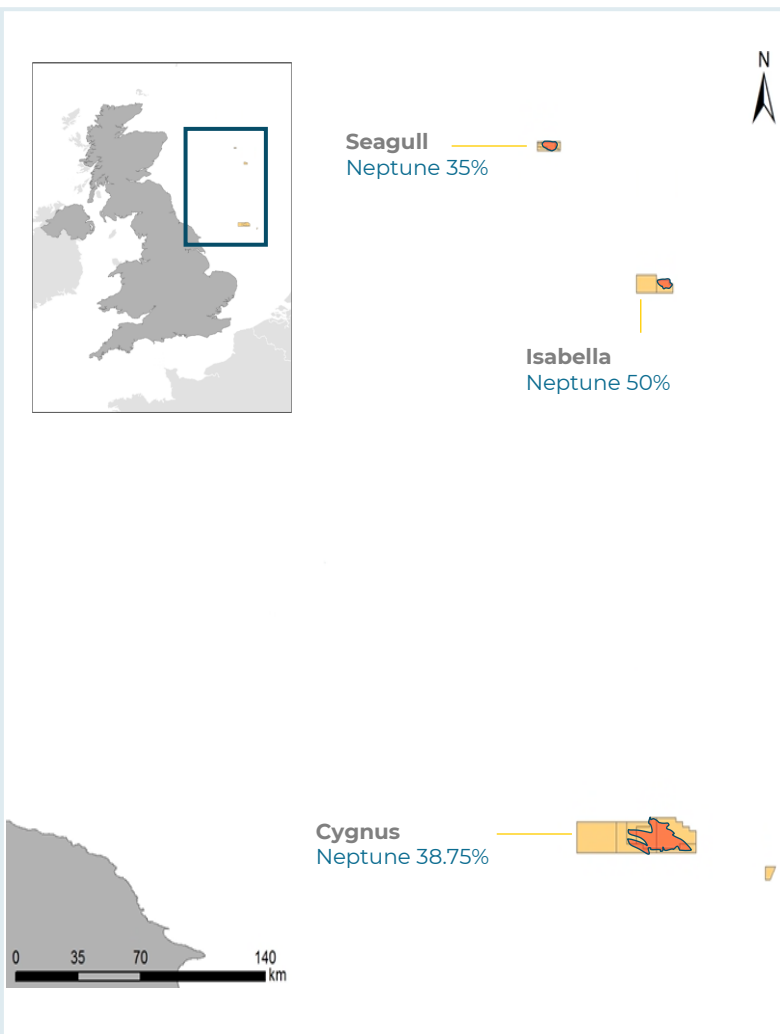 N
Seagull
Neptune 35%
Isabella
Neptune 50%
Cygnus
Neptune 38.75%
0 35 70 140
km